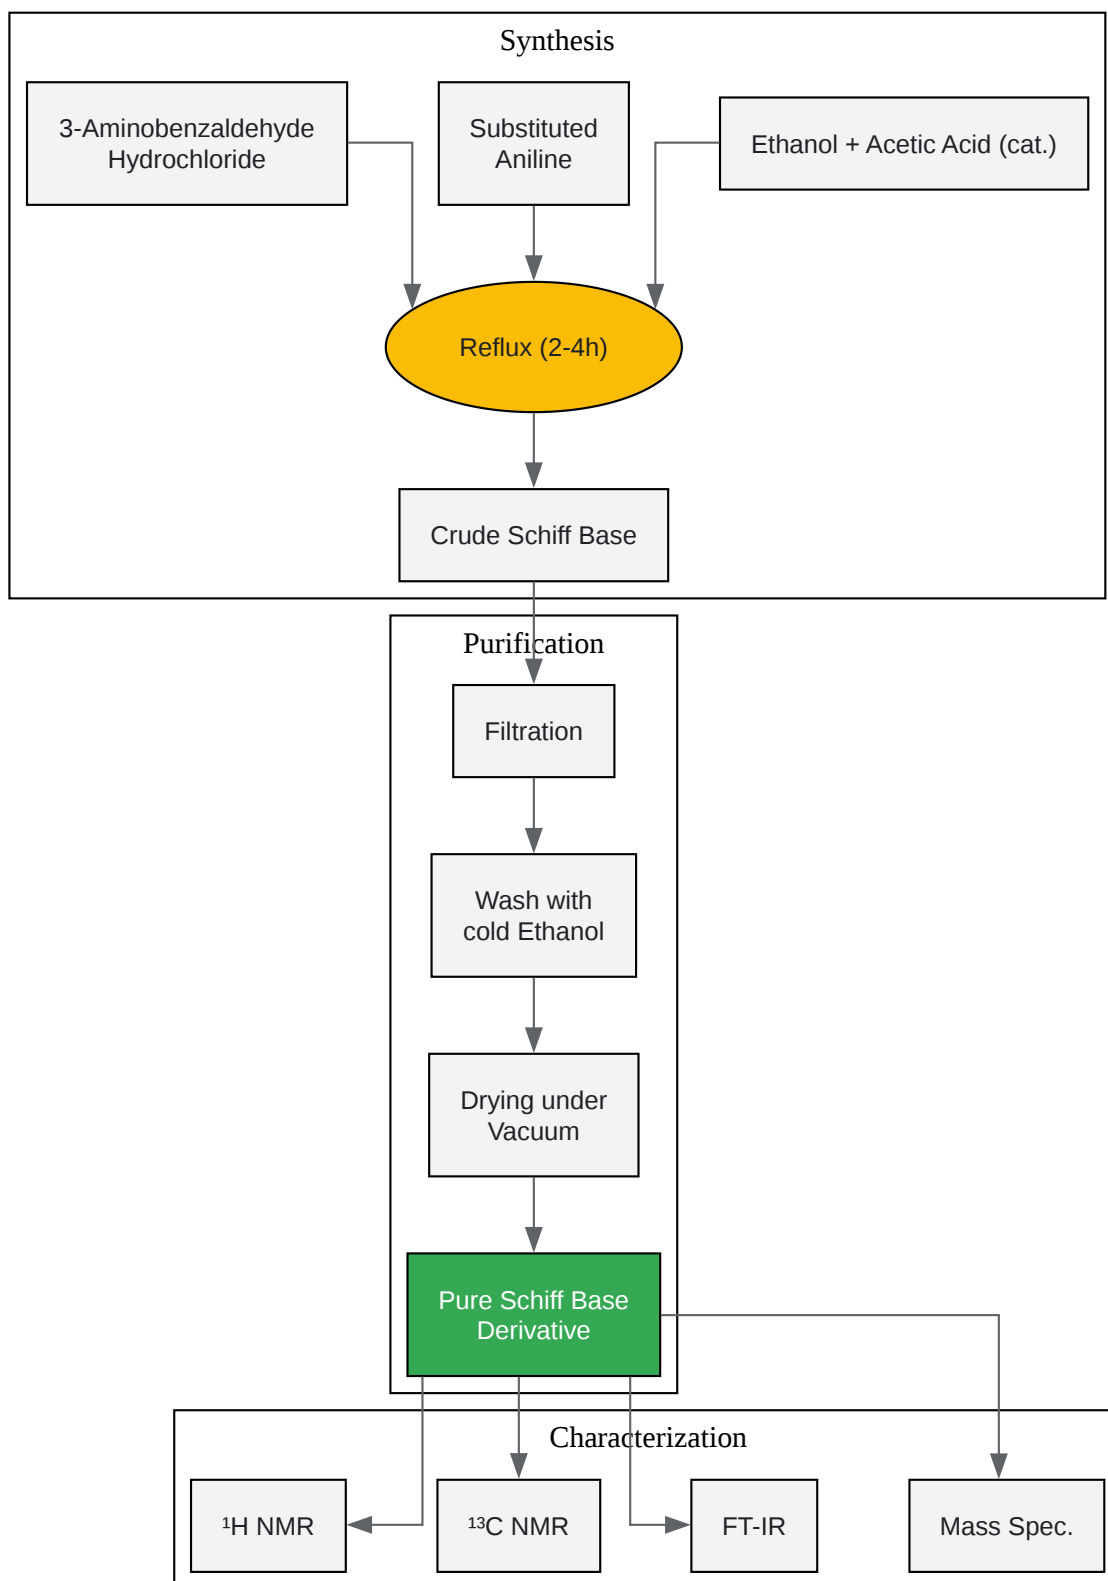 Synthesis
3-Aminobenzaldehyde
Hydrochloride
Substituted
Aniline
Ethanol + Acetic Acid (cat.)
Reflux (2-4h)
Crude Schiff Base
Purification
Filtration
Wash with
cold Ethanol
Drying under
Vacuum
Pure Schiff Base
Derivative
Characterization
¹H NMR
¹³C NMR
FT-IR
Mass Spec.